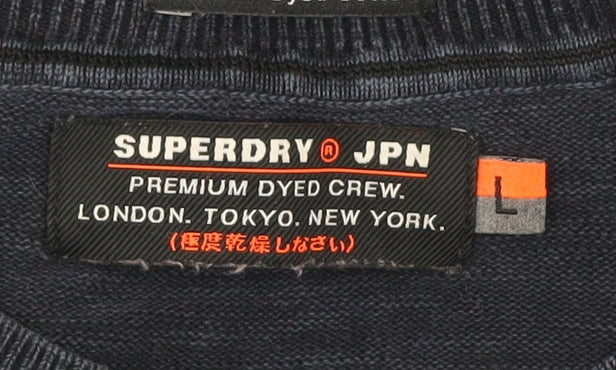 SUPERDRY® JPN
PREMIUM DYED CREW.
LONDON. TOKYO. NEW YORK.
(極度乾燥しなさい)
L